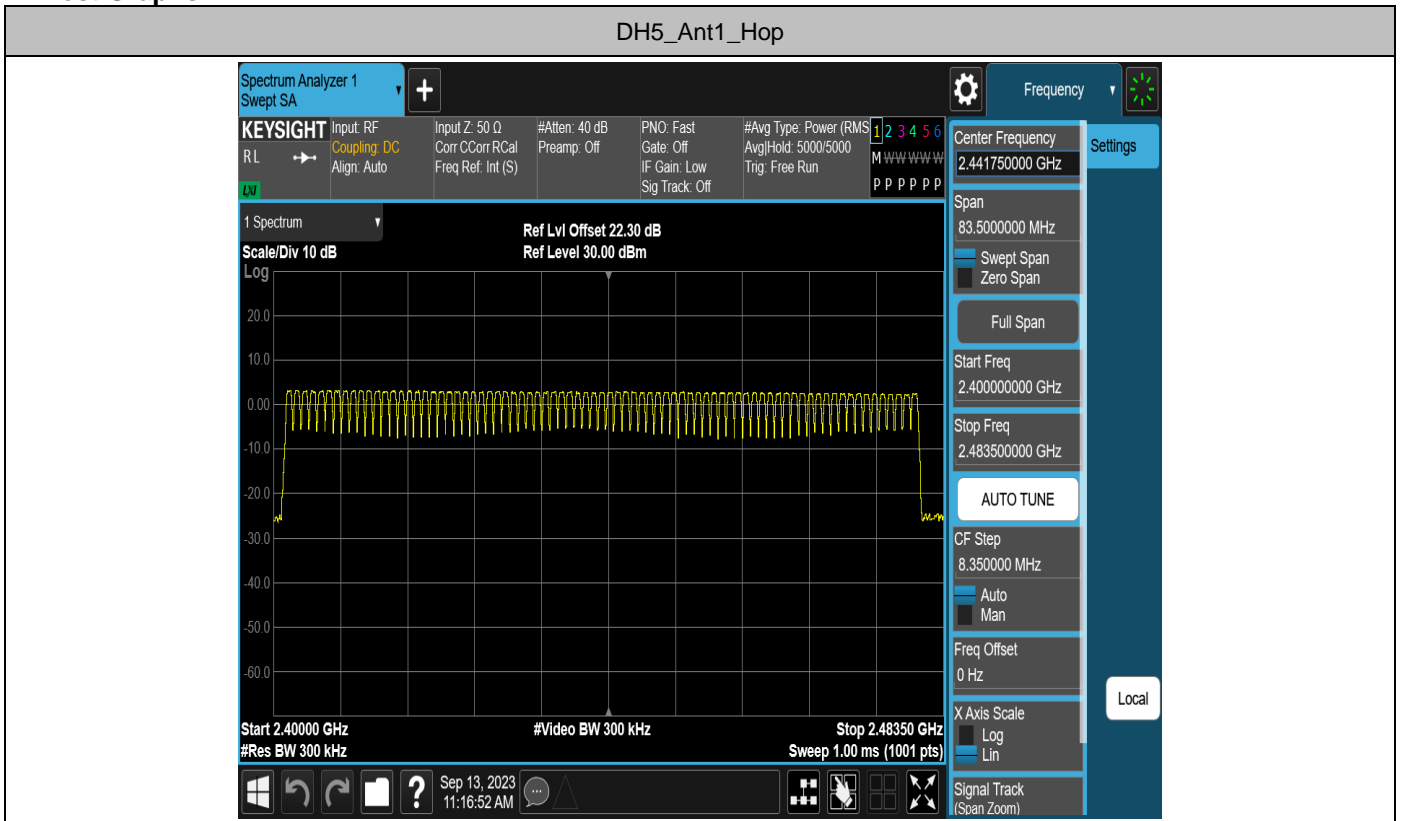 DH5_Ant1_Hop
Spectrum Analyzer 1
Swept SA
Frequency
KEYSIGHT
RL
LXI
Input: RF
Coupling: DC
Align: Auto
Input Z: 50 Ω
Corr CCorr RCal
Freq Ref: Int (S)
#Atten: 40 dB
Preamp: Off
PNO: Fast
Gate: Off
IF Gain: Low
Sig Track: Off
#Avg Type: Power (RMS
Avg|Hold: 5000/5000
Trig: Free Run
1 2 3 4 5 6
M W W W W W
P P P P P P
1 Spectrum
Scale/Div 10 dB
Ref Lvl Offset 22.30 dB
Ref Level 30.00 dBm
Log
20.0
10.0
0.00
-10.0
-20.0
-30.0
-40.0
-50.0
-60.0
Start 2.40000 GHz
#Res BW 300 kHz
#Video BW 300 kHz
Stop 2.48350 GHz
Sweep 1.00 ms (1001 pts)
Sep 13, 2023
11:16:52 AM
Center Frequency
2.441750000 GHz
Settings
Span
83.5000000 MHz
Swept Span
Zero Span
Full Span
Start Freq
2.400000000 GHz
Stop Freq
2.483500000 GHz
AUTO TUNE
CF Step
8.350000 MHz
Auto
Man
Freq Offset
0 Hz
Local
X Axis Scale
Log
Lin
Signal Track
(Span Zoom)